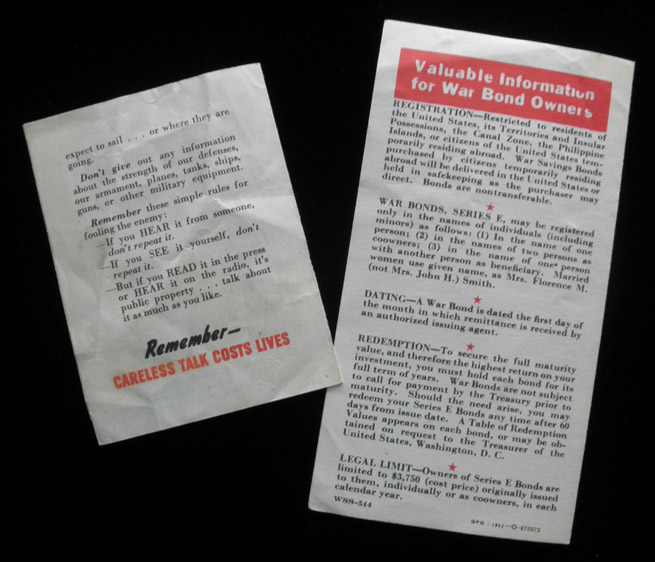 expect to sail . . . or where they are
going.
Don't give out any information
about the strength of our defenses,
our armament, planes, tanks, ships,
guns, or other military equipment.
Remember these simple rules for
fooling the enemy:
—If you HEAR it from someone,
don't repeat it.
—If you SEE it yourself, don't
repeat it.
—But if you READ it in the press
or HEAR it on the radio, it's
public property . . . talk about
it as much as you like.
Remember—
CARELESS TALK COSTS LIVES
Valuable Information
for War Bond Owners
REGISTRATION—Restricted to residents of
the United States, its Territories and Insular
Possessions, the Canal Zone, the Philippine
Islands, or citizens of the United States tem-
porarily residing abroad. War Savings Bonds
purchased by citizens temporarily residing
abroad will be delivered in the United States or
held in safekeeping as the purchaser may
direct. Bonds are nontransferable.
WAR BONDS, SERIES E, may be registered
only in the names of individuals (including
minors) as follows: (1) In the name of one
person; (2) in the names of two persons as
coowners; (3) in the name of one person
with another person as beneficiary. Married
women use given name, as Mrs. Florence M.
(not Mrs. John H.) Smith.
DATING—A War Bond is dated the first day of
the month in which remittance is received by
an authorized issuing agent.
REDEMPTION—To secure the full maturity
value, and therefore the highest return on your
investment, you must hold each bond for its
full term of years. War Bonds are not subject
to call for payment by the Treasury prior to
maturity. Should the need arise, you may
redeem your Series E Bonds any time after 60
days from issue date. A Table of Redemption
Values appears on each bond, or may be ob-
tained on request to the Treasurer of the
United States, Washington, D. C.
LEGAL LIMIT—Owners of Series E Bonds are
limited to $3,750 (cost price) originally issued
to them, individually or as coowners, in each
calendar year.
WSS-544
GPO